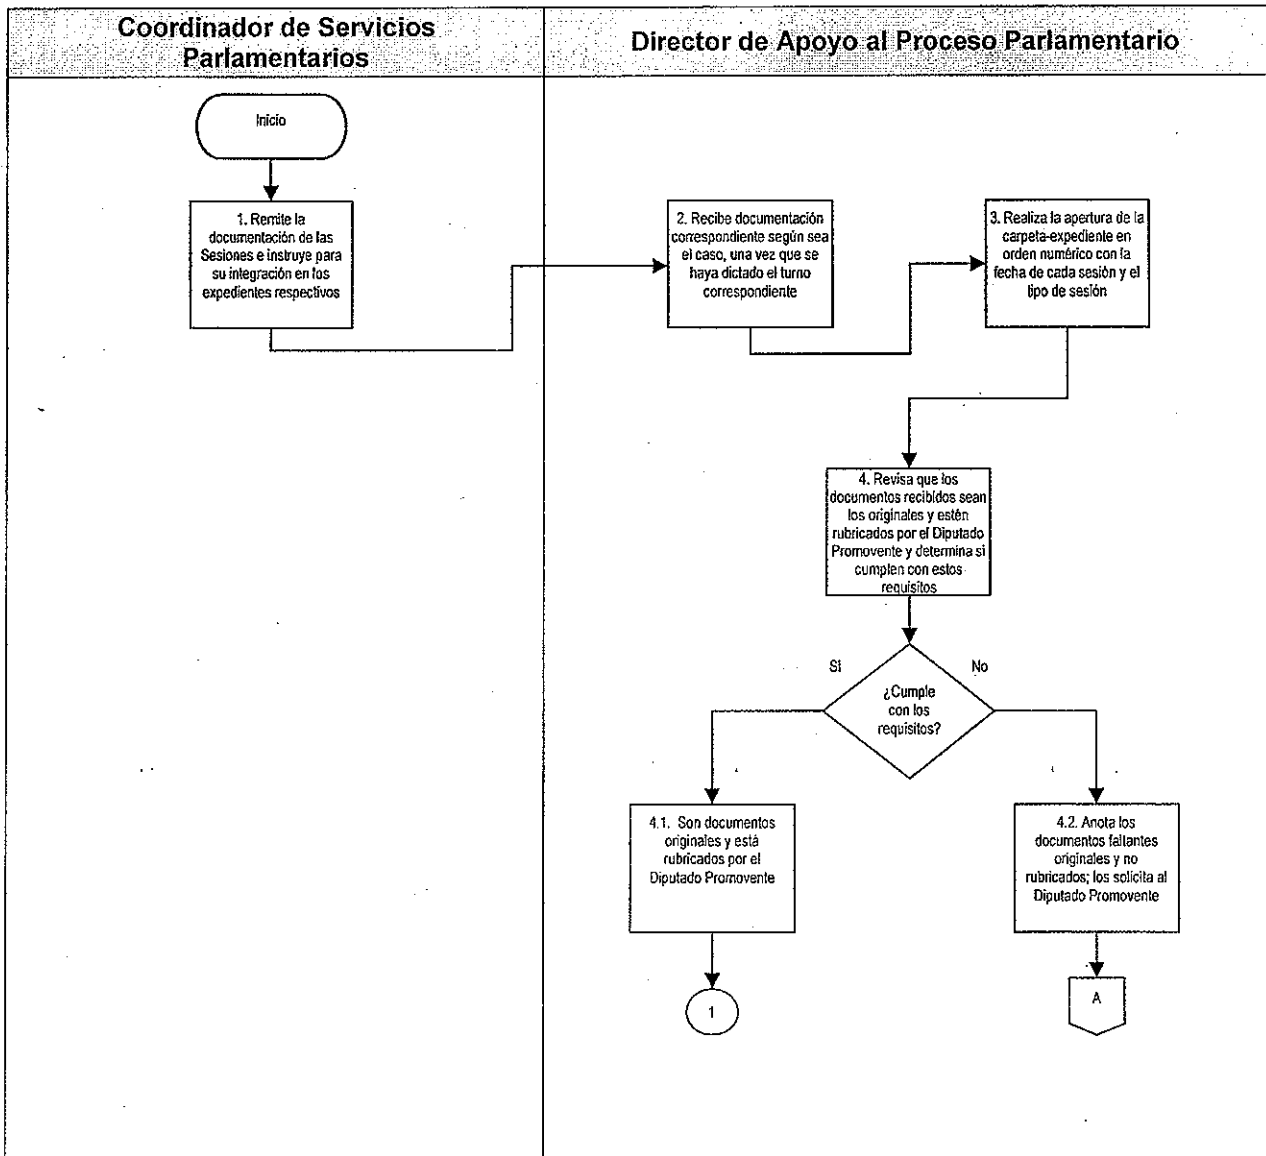 Coordinador de Servicios
Parlamentarios
Director de Apoyo al Proceso Parlamentario
Inicio
1. Remite la
documentación de las
Sesiones e instruye para
su integración en los
expedientes respectivos
2. Recibe documentación
correspondiente según sea
el caso, una vez que se
haya dictado el turno
correspondiente
3. Realiza la apertura de la
carpeta-expediente en
orden numérico con la
fecha de cada sesión y el
tipo de sesión
4. Revisa que los
documentos recibidos sean
los originales y estén
rubricados por el Diputado
Promovente y determina si
cumplen con estos
requisitos
Si
No
¿Cumple
con los
requisitos?
4.1. Son documentos
originales y está
rubricados por el
Diputado Promovente
4.2. Anota los
documentos faltantes
originales y no
rubricados; los solicita al
Diputado Promovente
1
A